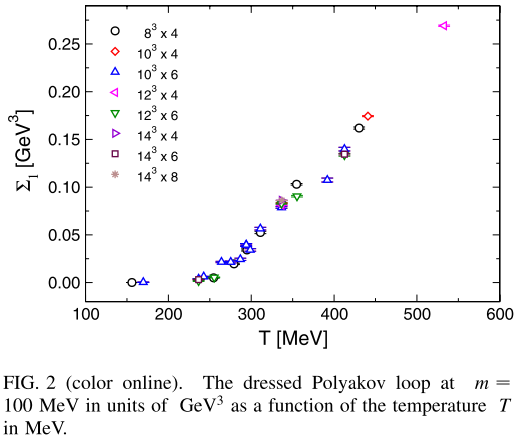 0.25
0.20
0.15
0.10
0.05
0.00
Σ₁ [GeV³]
8³ x 4
10³ x 4
10³ x 6
12³ x 4
12³ x 6
14³ x 4
14³ x 6
14³ x 8
100 200 300 400 500 600
T [MeV]
FIG. 2 (color online). The dressed Polyakov loop at m =
100 MeV in units of GeV³ as a function of the temperature T
in MeV.